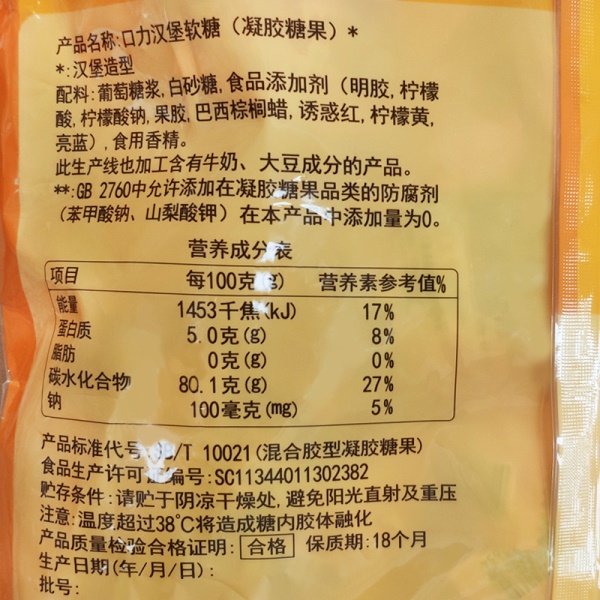 产品名称:口力汉堡软糖（凝胶糖果）*
*:汉堡造型
配料:葡萄糖浆,白砂糖,食品添加剂（明胶,柠檬
酸,柠檬酸钠,果胶,巴西棕榈蜡,诱惑红,柠檬黄,
亮蓝）,食用香精。
此生产线也加工含有牛奶、大豆成分的产品。
**:GB 2760中允许添加在凝胶糖果品类的防腐剂
（苯甲酸钠、山梨酸钾）在本产品中添加量为0。
营养成分表
项目 每100克(g) 营养素参考值%
能量 1453千焦(kJ) 17%
蛋白质 5.0克(g) 8%
脂肪 0克(g) 0%
碳水化合物 80.1克(g) 27%
钠 100毫克(mg) 5%
产品标准代号:SB/T 10021(混合胶型凝胶糖果)
食品生产许可证编号:SC11344011302382
贮存条件:请贮于阴凉干燥处,避免阳光直射及重压
注意:温度超过38℃将造成糖内胶体融化
产品质量检验合格证明:合格 保质期:18个月
生产日期(年/月/日):
批号: